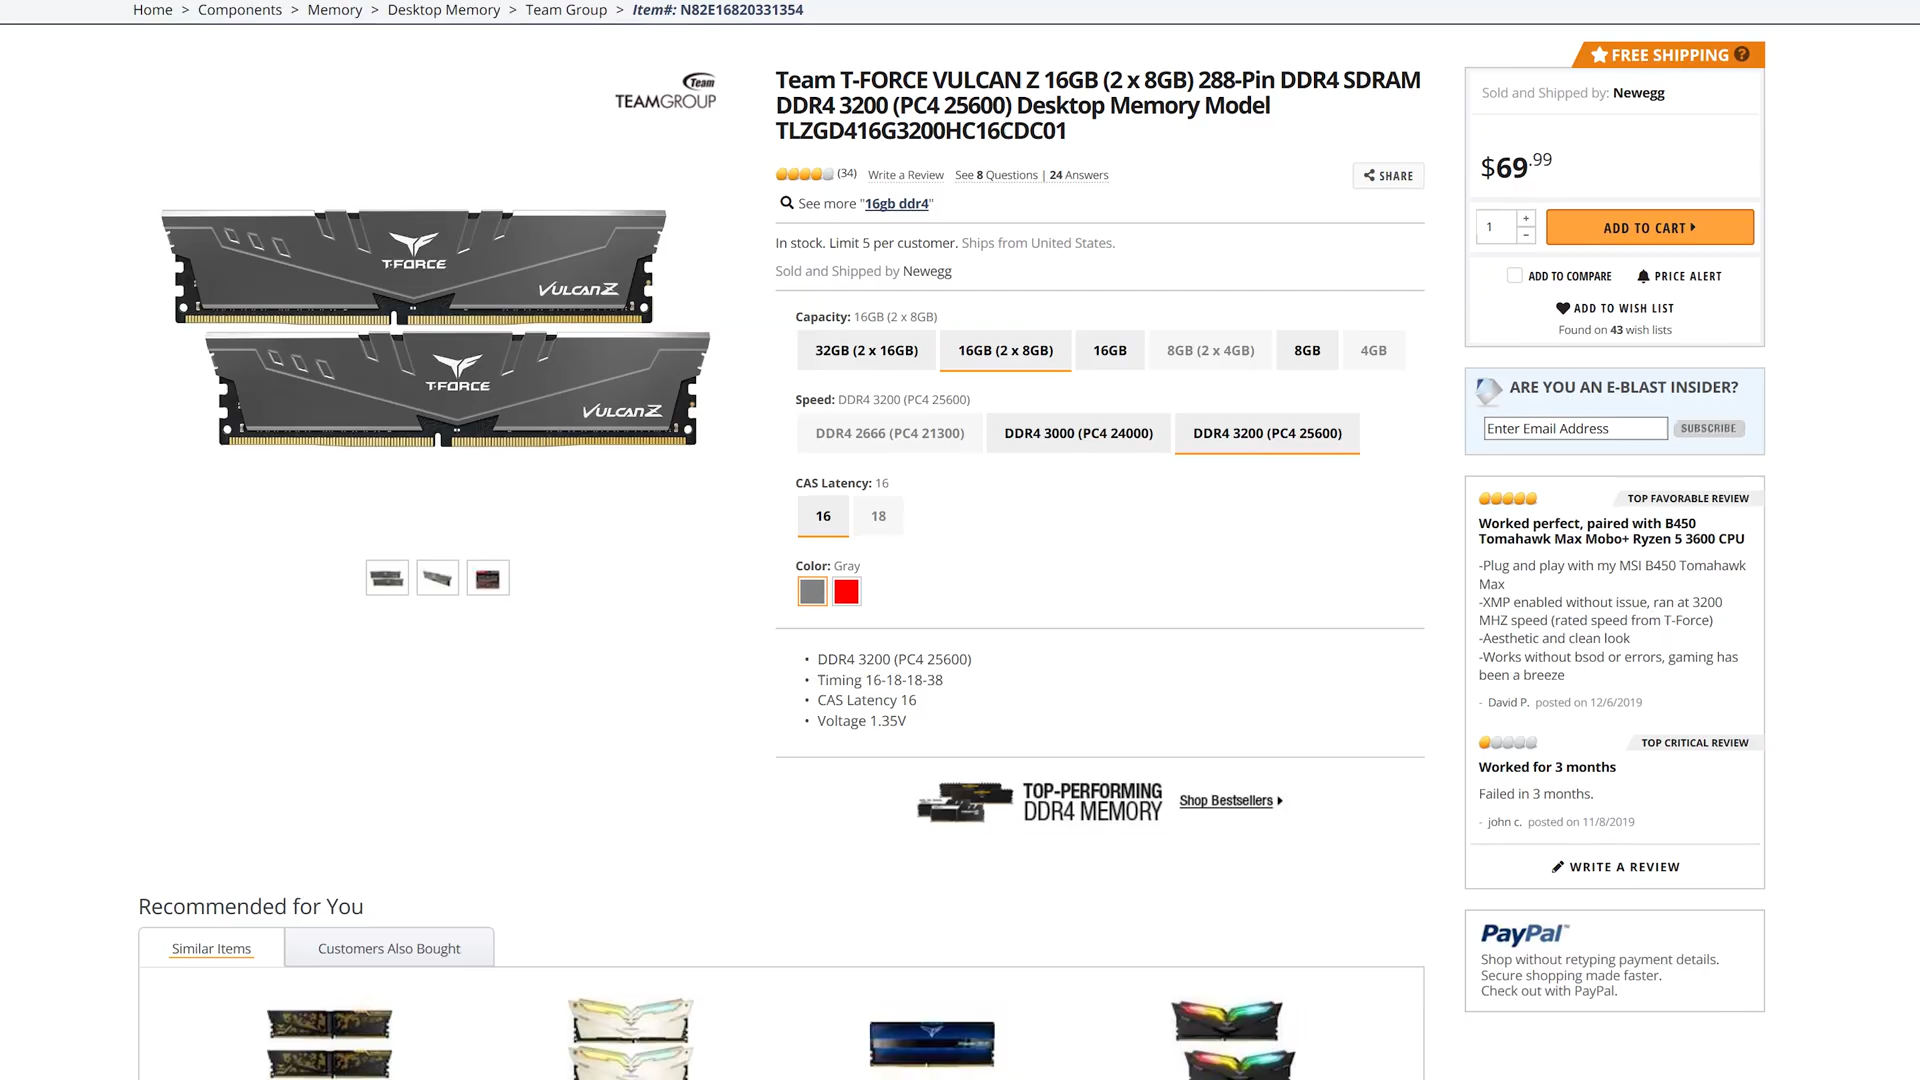 Home > Components > Memory > Desktop Memory > Team Group > Item#: N82E16820331354
FREE SHIPPING ?
Team
TEAMGROUP
Team T-FORCE VULCAN Z 16GB (2 x 8GB) 288-Pin DDR4 SDRAM
DDR4 3200 (PC4 25600) Desktop Memory Model
TLZGD416G3200HC16CDC01
(34) Write a Review See 8 Questions | 24 Answers
SHARE
See more "16gb ddr4"
In stock. Limit 5 per customer. Ships from United States.
Sold and Shipped by Newegg
T-FORCE
VULCANZ
T-FORCE
VULCANZ
Capacity: 16GB (2 x 8GB)
32GB (2 x 16GB) 16GB (2 x 8GB) 16GB 8GB (2 x 4GB) 8GB 4GB
Speed: DDR4 3200 (PC4 25600)
DDR4 2666 (PC4 21300) DDR4 3000 (PC4 24000) DDR4 3200 (PC4 25600)
CAS Latency: 16
16 18
Color: Gray
• DDR4 3200 (PC4 25600)
• Timing 16-18-18-38
• CAS Latency 16
• Voltage 1.35V
TOP-PERFORMING
DDR4 MEMORY
Shop Bestsellers
Sold and Shipped by: Newegg
$69.99
1 + -
ADD TO CART
ADD TO COMPARE PRICE ALERT
ADD TO WISH LIST
Found on 43 wish lists
ARE YOU AN E-BLAST INSIDER?
Enter Email Address SUBSCRIBE
TOP FAVORABLE REVIEW
Worked perfect, paired with B450
Tomahawk Max Mobo+ Ryzen 5 3600 CPU
-Plug and play with my MSI B450 Tomahawk
Max
-XMP enabled without issue, ran at 3200
MHZ speed (rated speed from T-Force)
-Aesthetic and clean look
-Works without bsod or errors, gaming has
been a breeze
- David P. posted on 12/6/2019
TOP CRITICAL REVIEW
Worked for 3 months
Failed in 3 months.
- john c. posted on 11/8/2019
WRITE A REVIEW
PayPal™
Shop without retyping payment details.
Secure shopping made faster.
Check out with PayPal.
Recommended for You
Similar Items Customers Also Bought